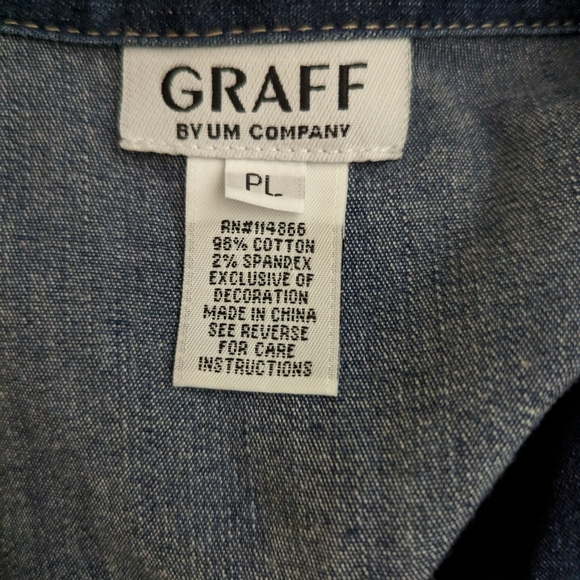 GRAFF
BY UM COMPANY
PL
RN#114866
98% COTTON
2% SPANDEX
EXCLUSIVE OF
DECORATION
MADE IN CHINA
SEE REVERSE
FOR CARE
INSTRUCTIONS